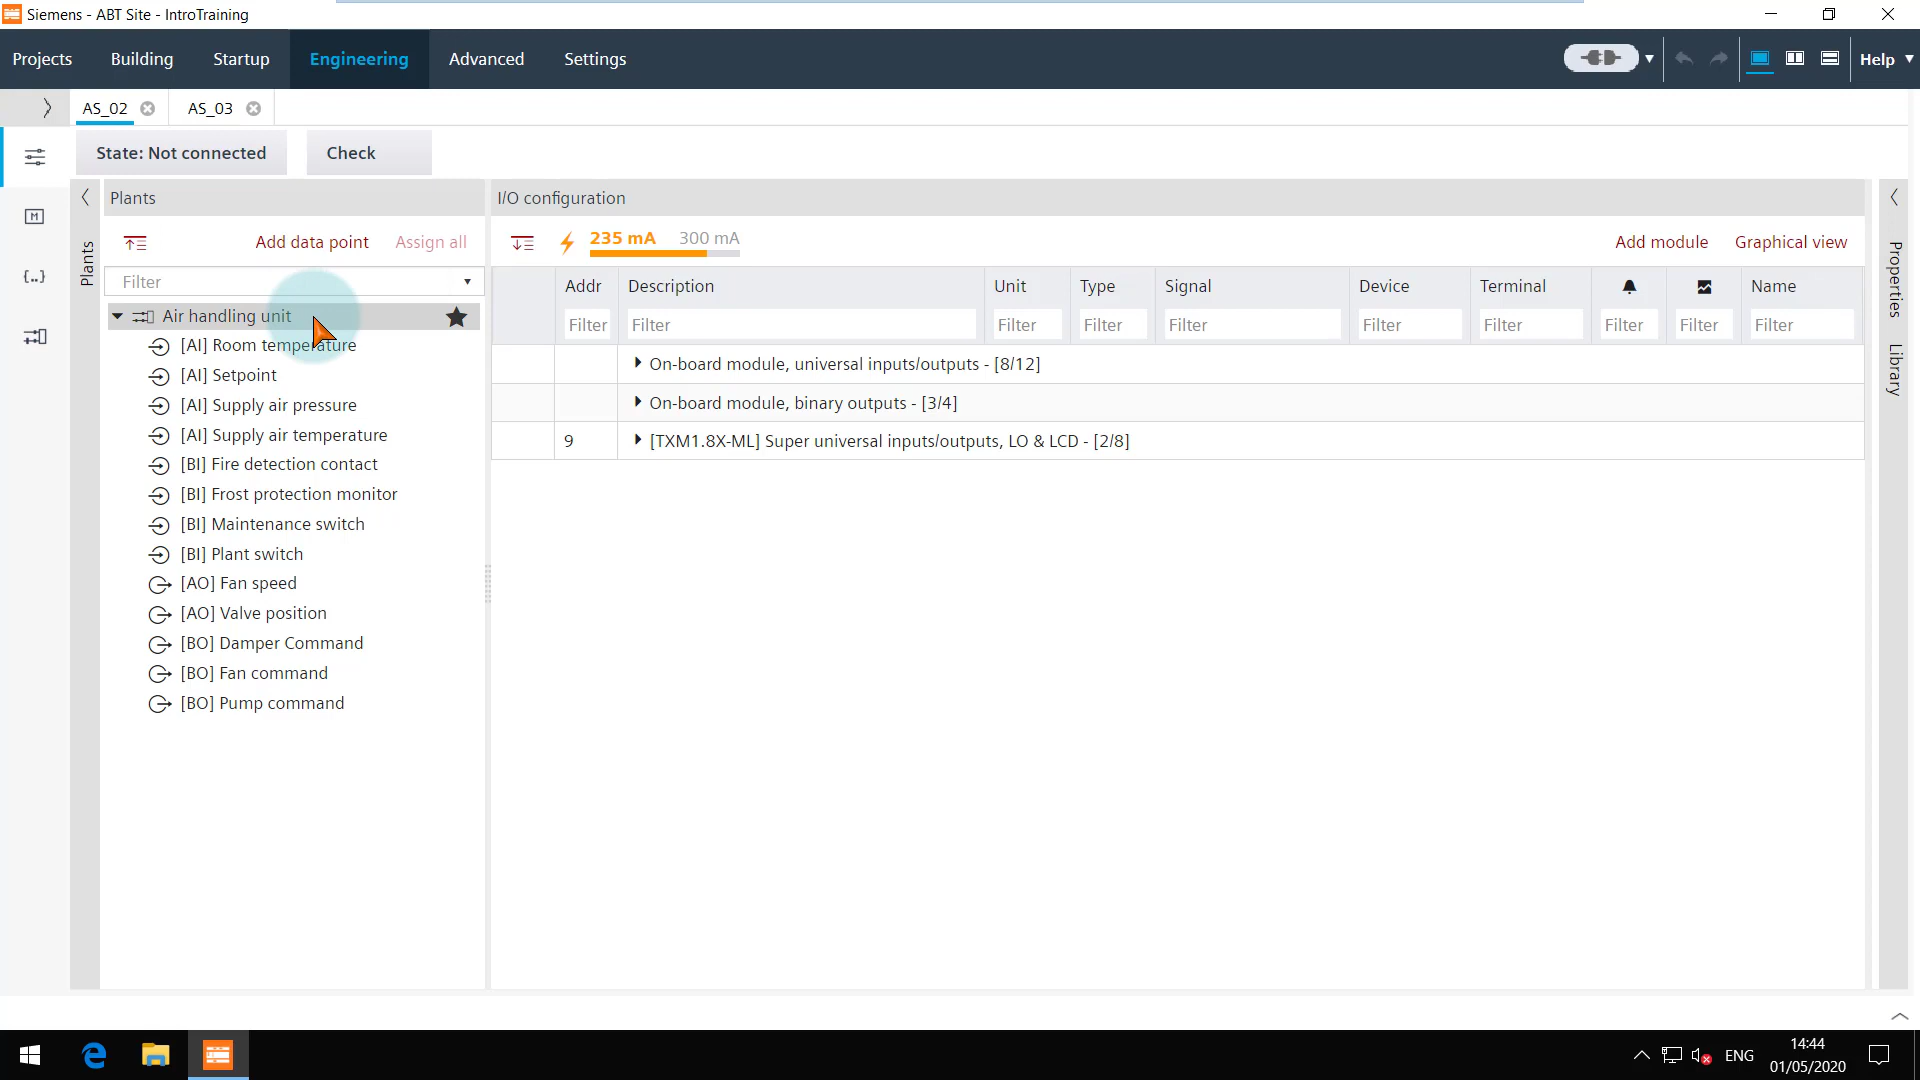 Siemens - ABT Site - IntroTraining
Projects Building Startup Engineering Advanced Settings Help
AS_02 AS_03
State: Not connected Check
Plants I/O configuration
Add data point Assign all 235 mA 300 mA Add module Graphical view
Plants
Properties
Library
Filter
Addr Description Unit Type Signal Device Terminal Name
Filter Filter Filter Filter Filter Filter Filter Filter Filter Filter
Air handling unit
[AI] Room temperature
[AI] Setpoint
[AI] Supply air pressure
[AI] Supply air temperature
[BI] Fire detection contact
[BI] Frost protection monitor
[BI] Maintenance switch
[BI] Plant switch
[AO] Fan speed
[AO] Valve position
[BO] Damper Command
[BO] Fan command
[BO] Pump command
On-board module, universal inputs/outputs - [8/12]
On-board module, binary outputs - [3/4]
9 [TXM1.8X-ML] Super universal inputs/outputs, LO & LCD - [2/8]
ENG
14:44
01/05/2020